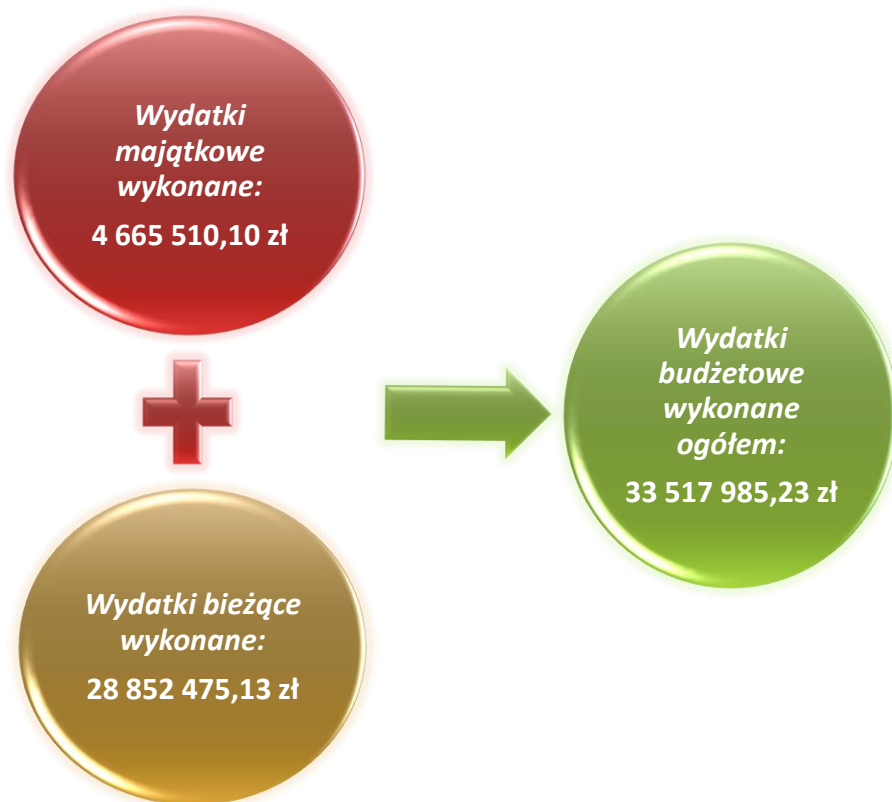 Wydatki
majątkowe
wykonane:
4 665 510,10 zł
Wydatki bieżące
wykonane:
28 852 475,13 zł
Wydatki
budżetowe
wykonane
ogółem:
33 517 985,23 zł